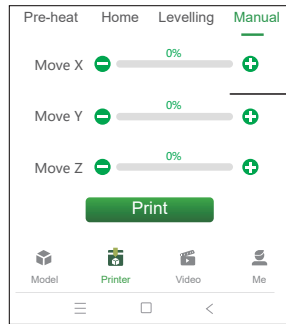 Pre-heat Home Levelling Manual
0%
Move X
0%
Move Y
0%
Move Z
Print
Model Printer Video Me